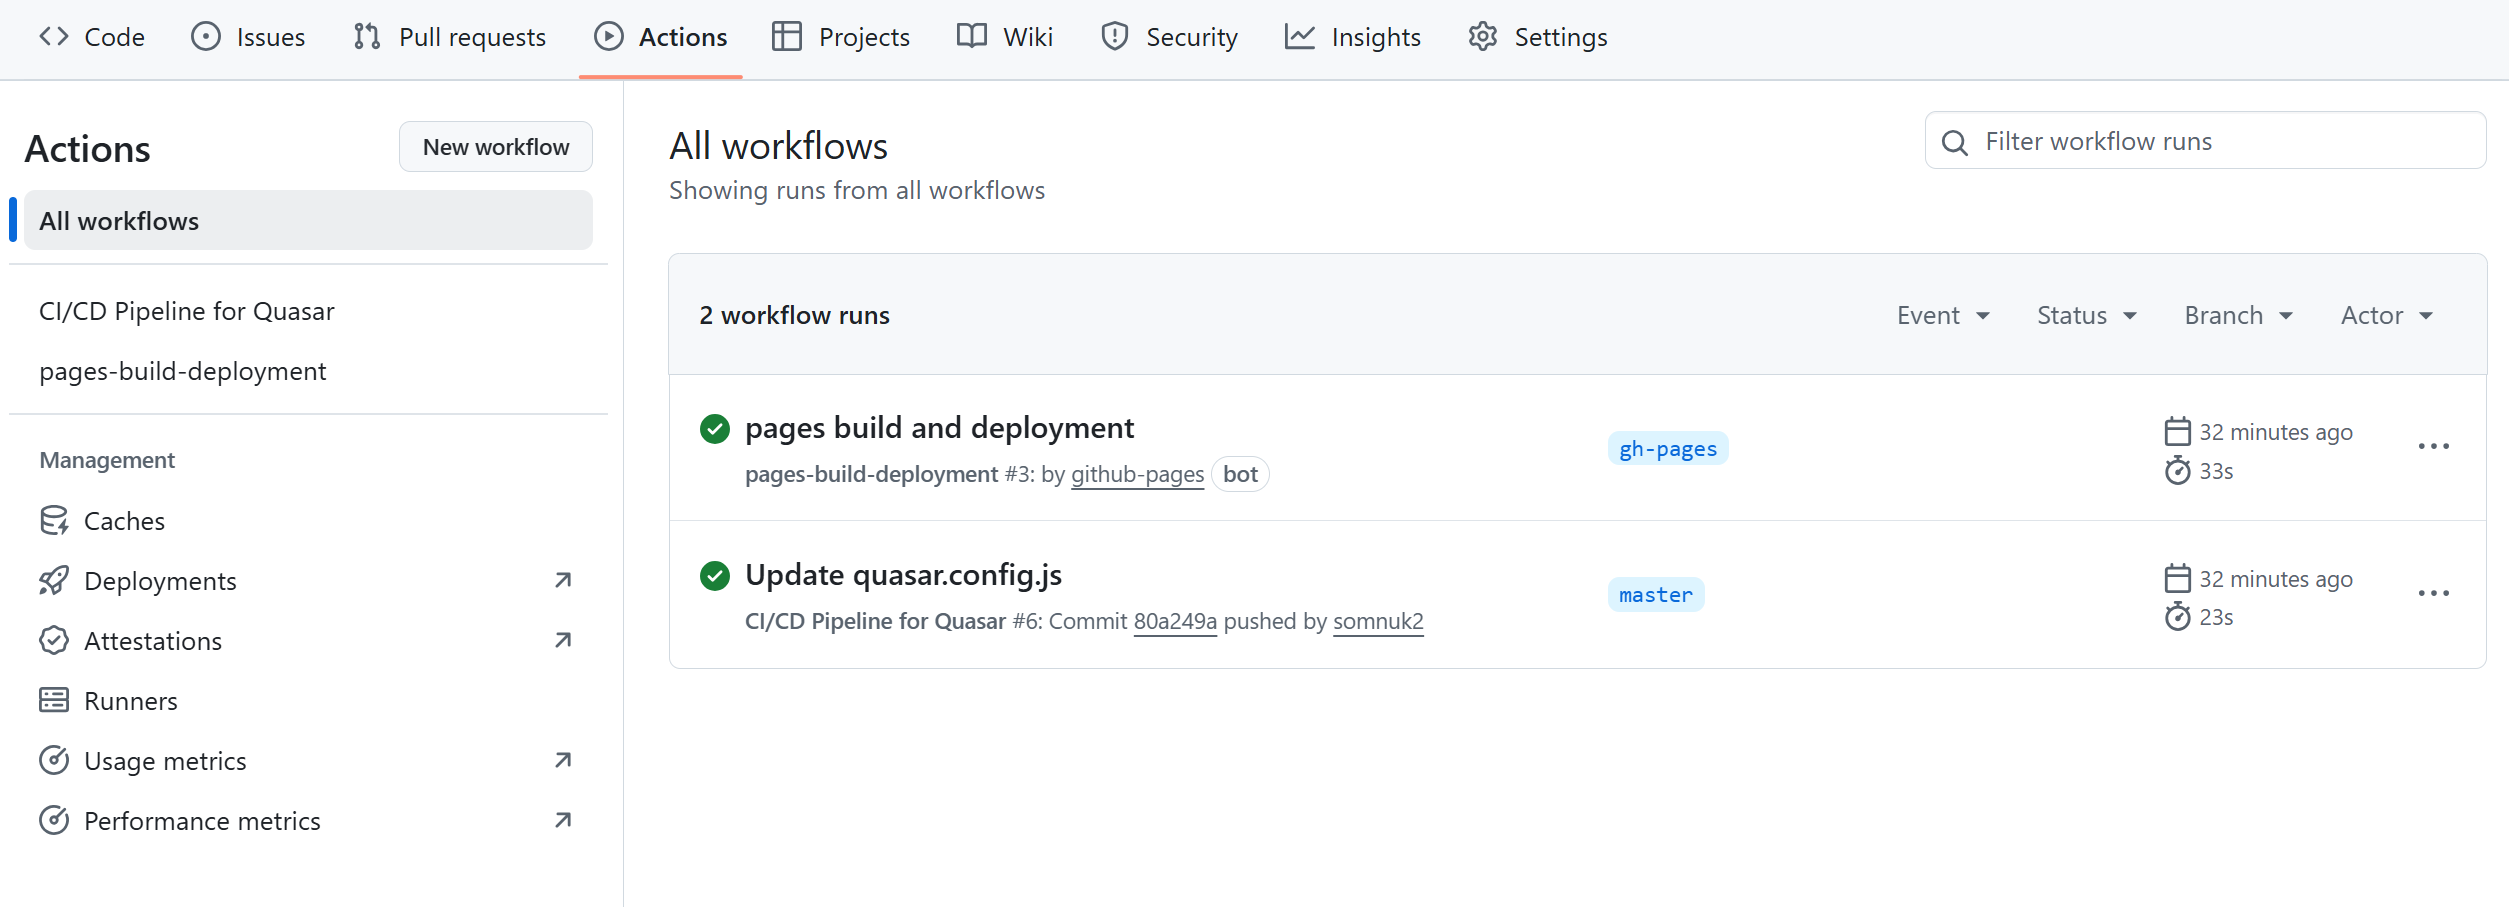 Code Issues Pull requests Actions Projects Wiki Security Insights Settings
Actions
New workflow
All workflows
CI/CD Pipeline for Quasar
pages-build-deployment
Management
Caches
Deployments
Attestations
Runners
Usage metrics
Performance metrics
All workflows
Showing runs from all workflows
Filter workflow runs
2 workflow runs
Event Status Branch Actor
pages build and deployment
pages-build-deployment #3: by github-pages bot
gh-pages
32 minutes ago
33s
Update quasar.config.js
CI/CD Pipeline for Quasar #6: Commit 80a249a pushed by somnuk2
master
32 minutes ago
23s